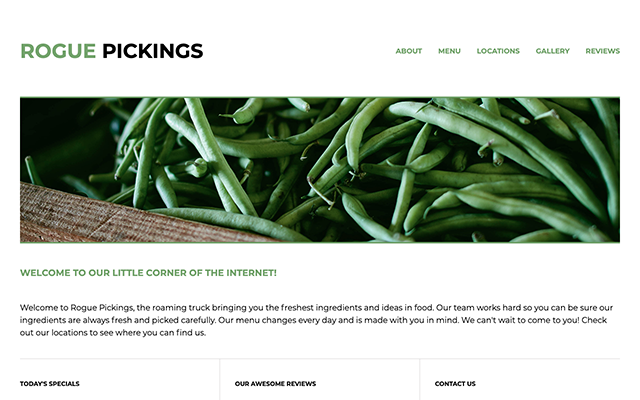 ROGUE PICKINGS
ABOUT MENU LOCATIONS GALLERY REVIEWS
WELCOME TO OUR LITTLE CORNER OF THE INTERNET!
Welcome to Rogue Pickings, the roaming truck bringing you the freshest ingredients and ideas in food. Our team works hard so you can be sure our
ingredients are always fresh and picked carefully. Our menu changes every day and is made with you in mind. We can't wait to come to you! Check
out our locations to see where you can find us.
TODAY'S SPECIALS
OUR AWESOME REVIEWS
CONTACT US